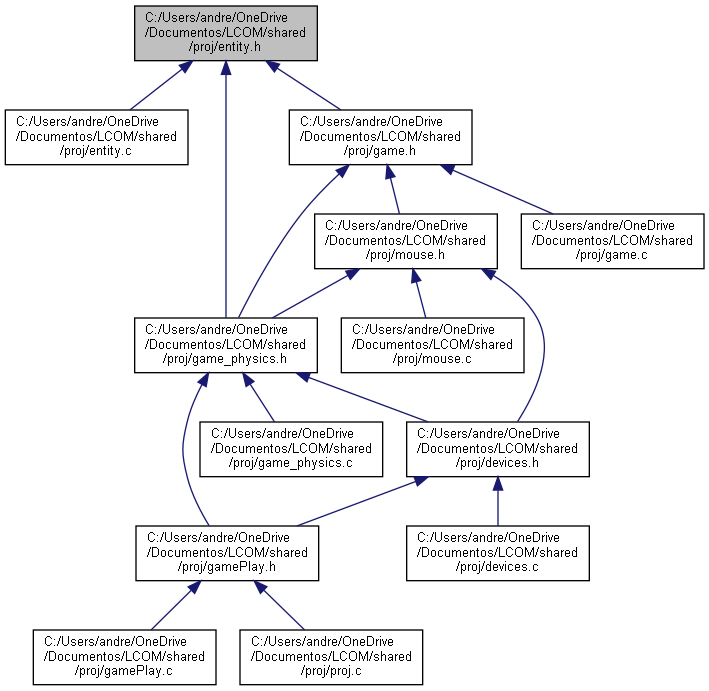 C:/Users/andre/OneDrive
/Documentos/LCOM/shared
/proj/entity.h
C:/Users/andre/OneDrive
/Documentos/LCOM/shared
/proj/entity.c
C:/Users/andre/OneDrive
/Documentos/LCOM/shared
/proj/game.h
C:/Users/andre/OneDrive
/Documentos/LCOM/shared
/proj/mouse.h
C:/Users/andre/OneDrive
/Documentos/LCOM/shared
/proj/game.c
C:/Users/andre/OneDrive
/Documentos/LCOM/shared
/proj/game_physics.h
C:/Users/andre/OneDrive
/Documentos/LCOM/shared
/proj/mouse.c
C:/Users/andre/OneDrive
/Documentos/LCOM/shared
/proj/game_physics.c
C:/Users/andre/OneDrive
/Documentos/LCOM/shared
/proj/devices.h
C:/Users/andre/OneDrive
/Documentos/LCOM/shared
/proj/gamePlay.h
C:/Users/andre/OneDrive
/Documentos/LCOM/shared
/proj/devices.c
C:/Users/andre/OneDrive
/Documentos/LCOM/shared
/proj/gamePlay.c
C:/Users/andre/OneDrive
/Documentos/LCOM/shared
/proj/proj.c